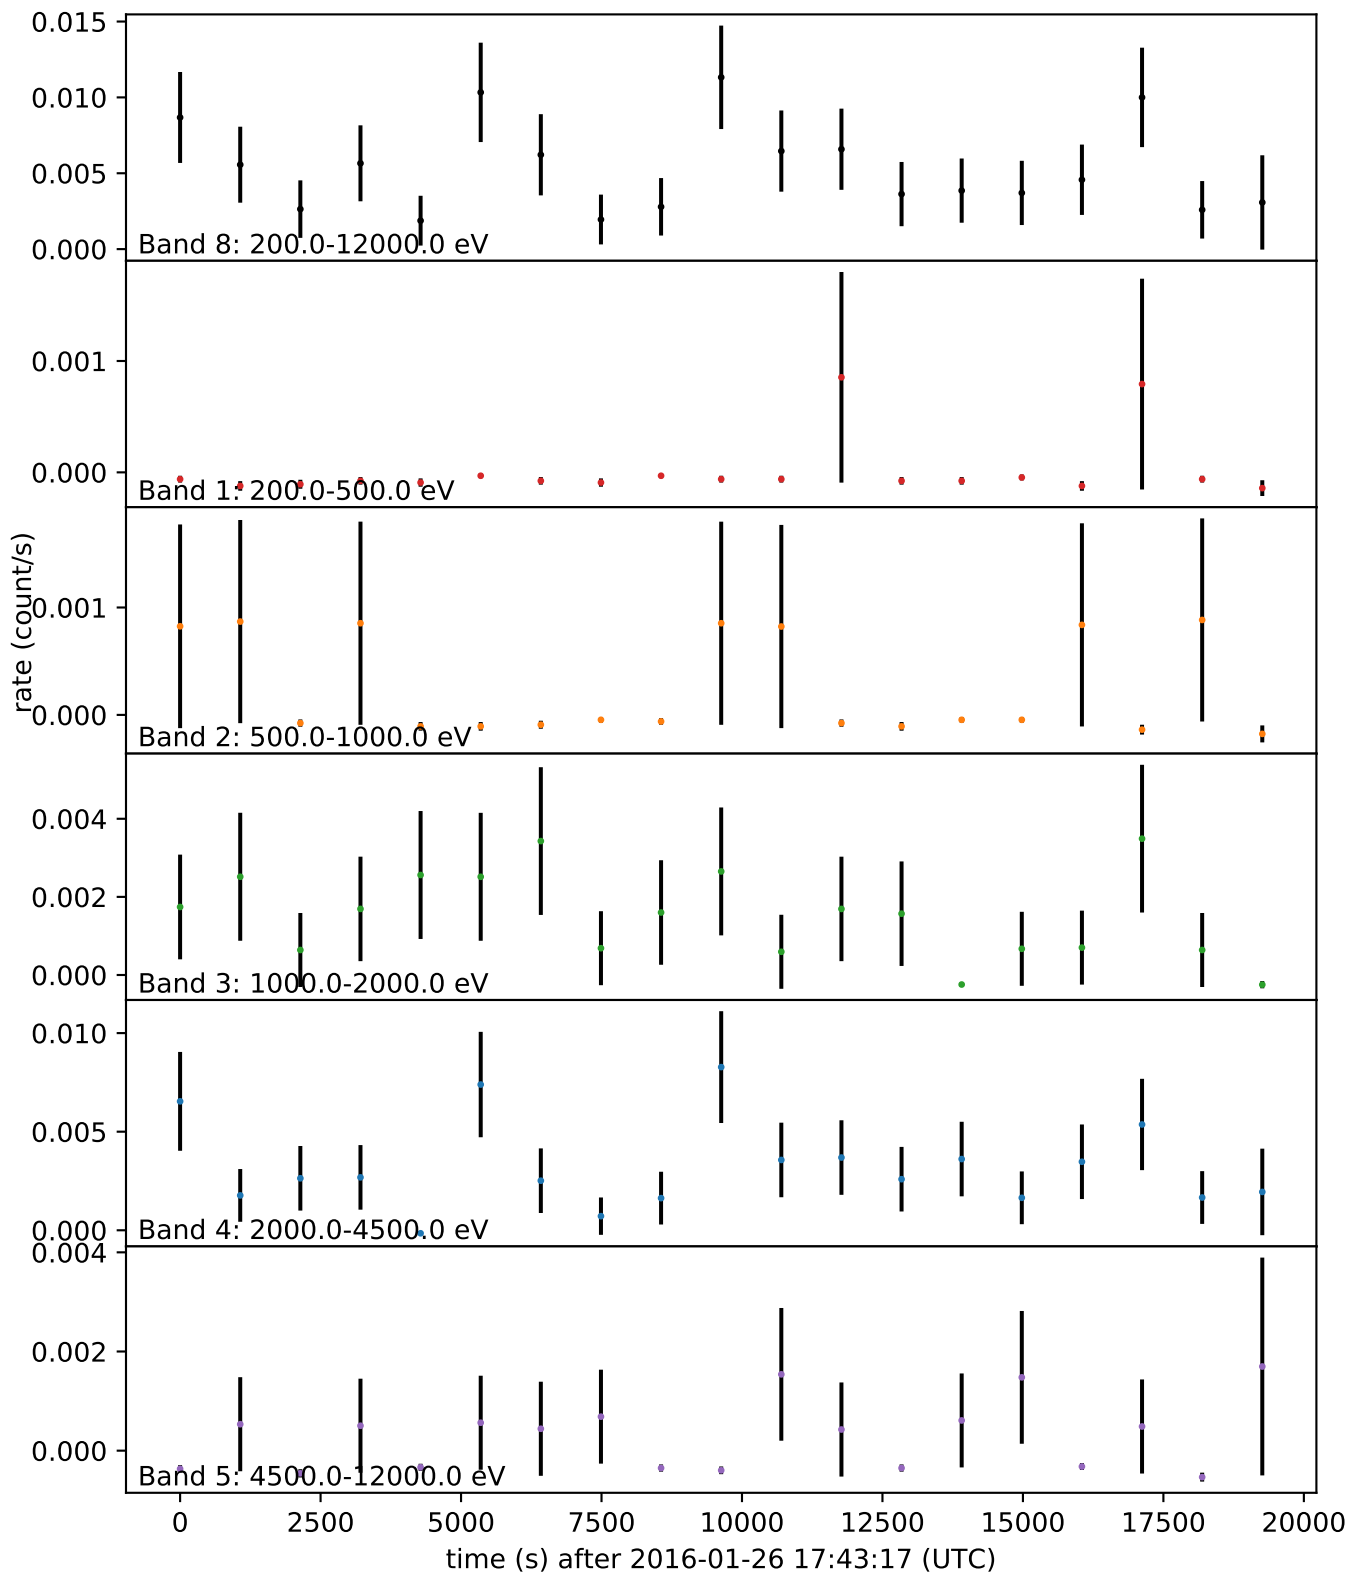 0.015
0.010
0.005
0.000
Band 8: 200.0-12000.0 eV
0.001
0.000
Band 1: 200.0-500.0 eV
rate (count/s)
0.001
0.000
Band 2: 500.0-1000.0 eV
0.004
0.002
0.000
Band 3: 1000.0-2000.0 eV
0.010
0.005
0.000
Band 4: 2000.0-4500.0 eV
0.004
0.002
0.000
Band 5: 4500.0-12000.0 eV
0 2500 5000 7500 10000 12500 15000 17500 20000
time (s) after 2016-01-26 17:43:17 (UTC)